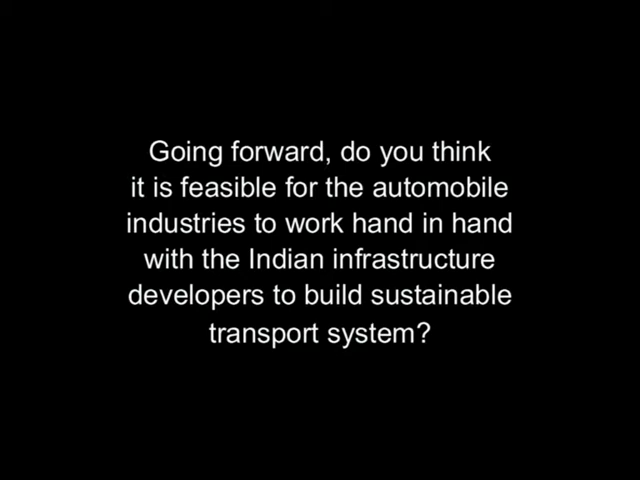 Going forward, do you think
it is feasible for the automobile
industries to work hand in hand
with the Indian infrastructure
developers to build sustainable
transport system?